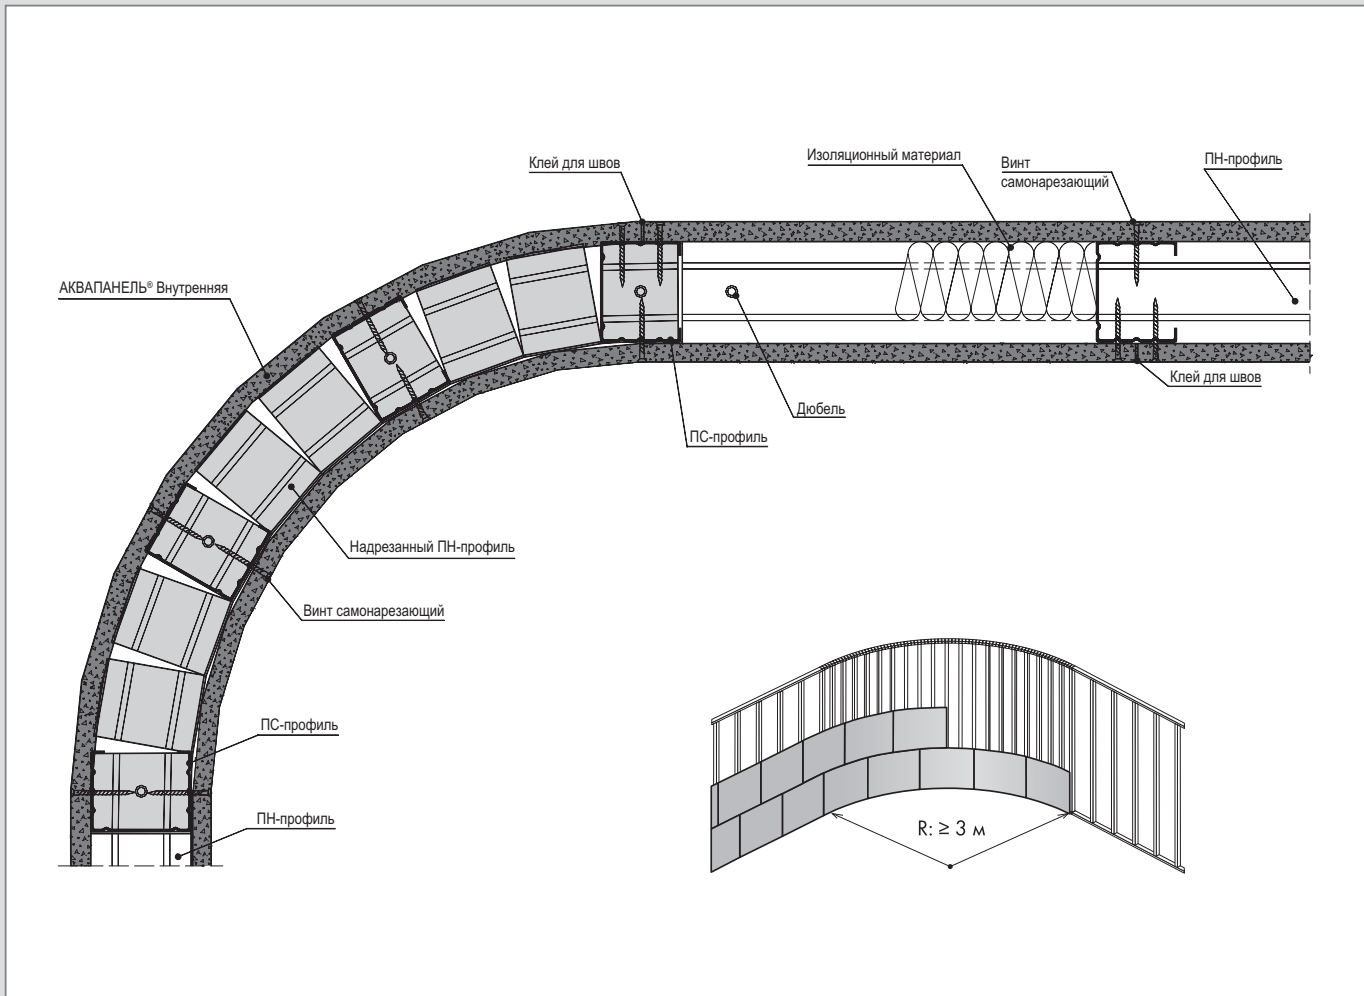 Клей для швов
Изоляционный материал
Винт
самонарезающий
ПН-профиль
АКВАПАНЕЛЬ® Внутренняя
Клей для швов
Дюбель
ПС-профиль
Надрезанный ПН-профиль
Винт самонарезающий
ПС-профиль
ПН-профиль
R: ≥ 3 м